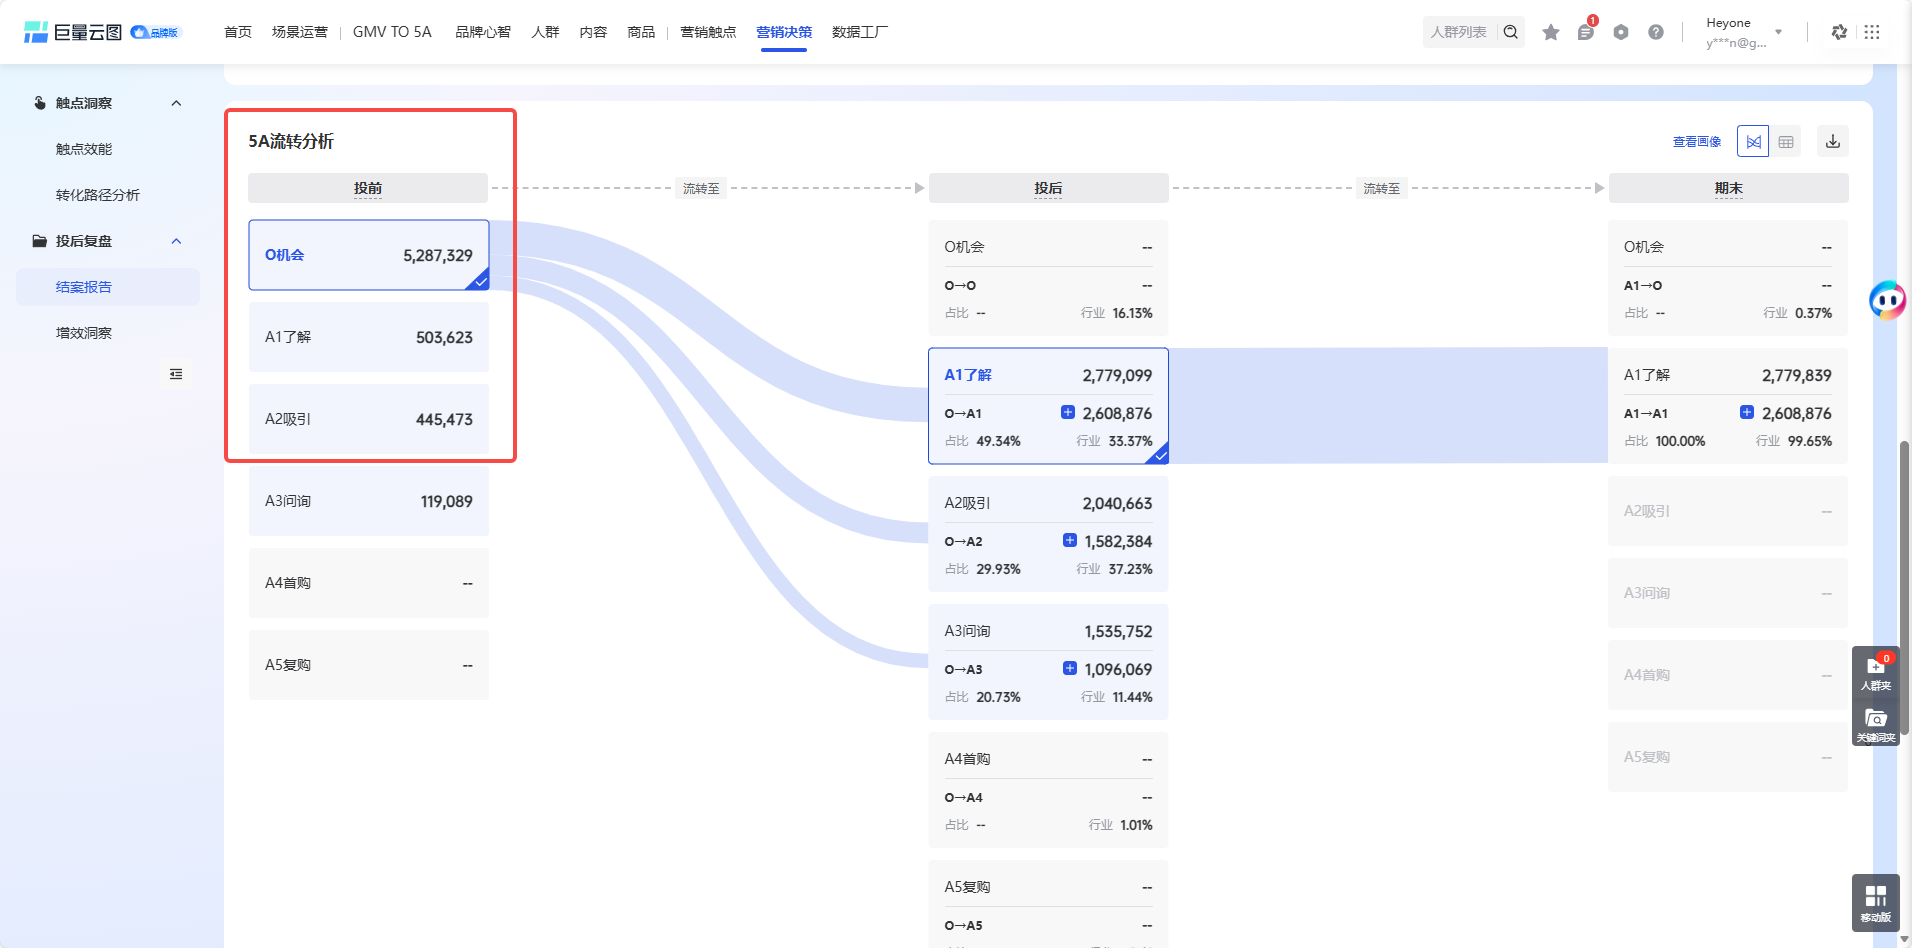 巨量云图 品牌版 首页 场景运营 GMV TO 5A 品牌心智 人群 内容 商品 营销触点 营销决策 数据工厂 人群列表 1 Heyone
y***n@g...
触点洞察
触点效能
转化路径分析
投后复盘
结案报告
增效洞察
5A流转分析
查看画像
投前 流转至 投后 流转至 期末
O机会 5,287,329
A1了解 503,623
A2吸引 445,473
A3问询 119,089
A4首购 --
A5复购 --
O机会 --
O→O --
占比 -- 行业 16.13%
A1了解 2,779,099
O→A1 2,608,876
占比 49.34% 行业 33.37%
A2吸引 2,040,663
O→A2 1,582,384
占比 29.93% 行业 37.23%
A3问询 1,535,752
O→A3 1,096,069
占比 20.73% 行业 11.44%
A4首购 --
O→A4 --
占比 -- 行业 1.01%
A5复购 --
O→A5 --
O机会 --
A1→O --
占比 -- 行业 0.37%
A1了解 2,779,839
A1→A1 2,608,876
占比 100.00% 行业 99.65%
A2吸引 --
A3问询 --
A4首购 --
A5复购 --
0
人群夹
关键词夹
移动版